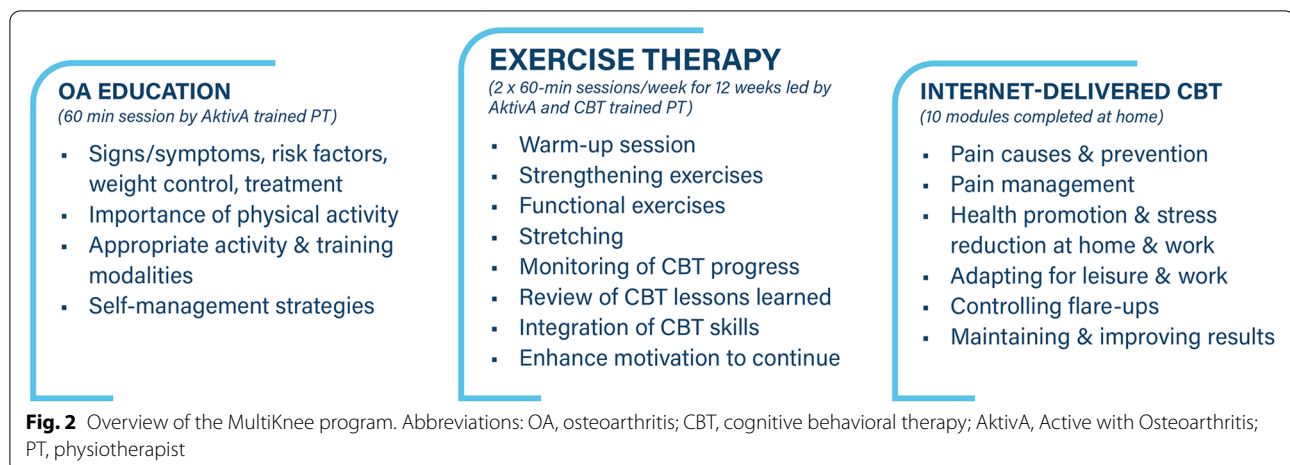 OA EDUCATION
(60 min session by AktivA trained PT)
▪ Signs/symptoms, risk factors,
weight control, treatment
▪ Importance of physical activity
▪ Appropriate activity & training
modalities
▪ Self-management strategies
EXERCISE THERAPY
(2 x 60-min sessions/week for 12 weeks led by
AktivA and CBT trained PT)
▪ Warm-up session
▪ Strengthening exercises
▪ Functional exercises
▪ Stretching
▪ Monitoring of CBT progress
▪ Review of CBT lessons learned
▪ Integration of CBT skills
▪ Enhance motivation to continue
INTERNET-DELIVERED CBT
(10 modules completed at home)
▪ Pain causes & prevention
▪ Pain management
▪ Health promotion & stress
reduction at home & work
▪ Adapting for leisure & work
▪ Controlling flare-ups
▪ Maintaining & improving results
Fig. 2 Overview of the MultiKnee program. Abbreviations: OA, osteoarthritis; CBT, cognitive behavioral therapy; AktivA, Active with Osteoarthritis;
PT, physiotherapist